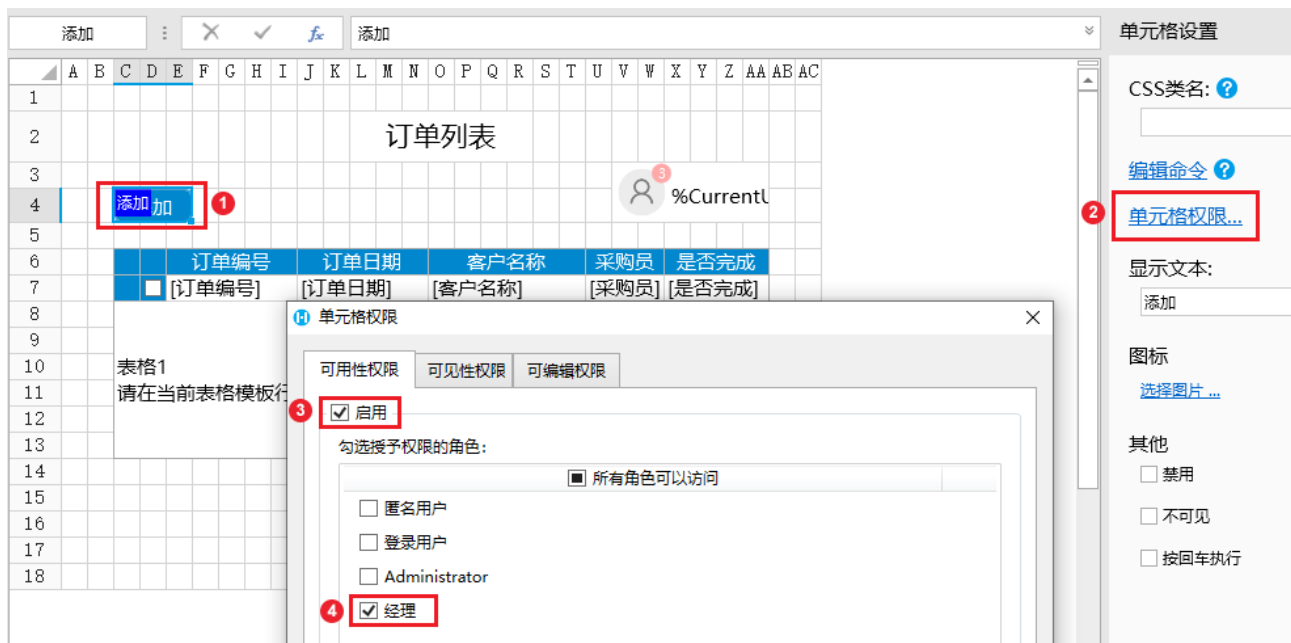 添加
fx
添加
单元格设置
A B C D E F G H I J K L M N O P Q R S T U V W X Y Z AA AB AC
CSS类名: ?
1
2 订单列表
3 3
编辑命令 ?
4 添加 加 1 %CurrentU
2 单元格权限...
5
6 订单编号 订单日期 客户名称 采购员 是否完成
显示文本:
7 [订单编号] [订单日期] [客户名称] [采购员] [是否完成]
添加
8
单元格权限
9
图标
10 表格1
可用性权限 可见性权限 可编辑权限
11 请在当前表格模板行
选择图片 ...
12
3 启用
13
勾选授予权限的角色:
其他
14
所有角色可以访问
禁用
15
匿名用户
16
不可见
17
登录用户
按回车执行
18
Administrator
4 经理